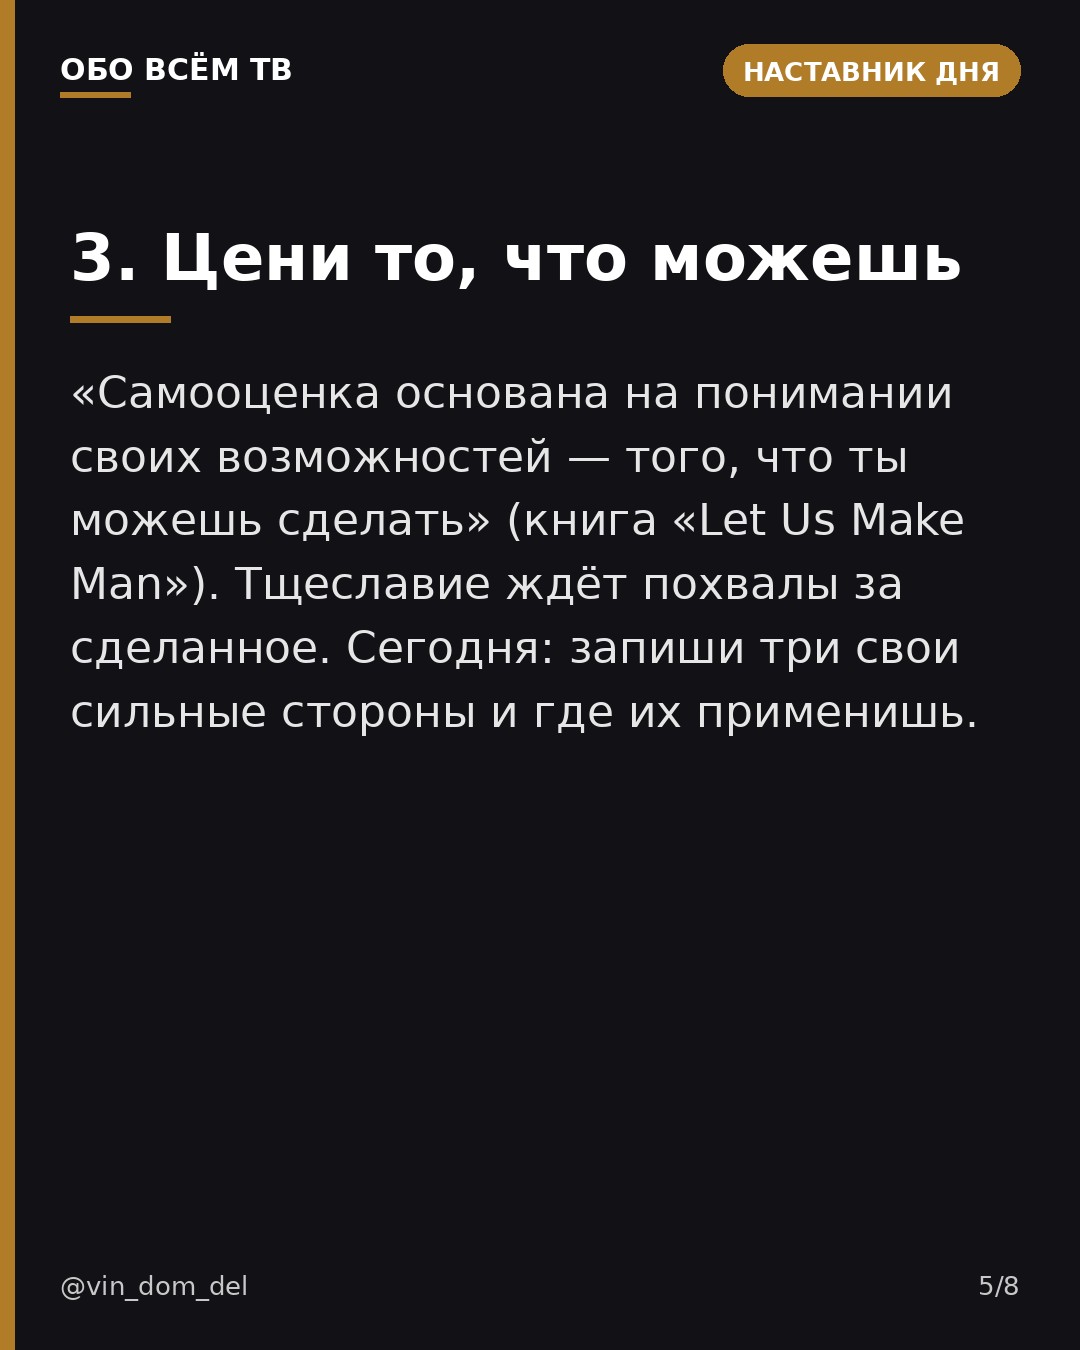 ОБО ВСЁМ ТВ
НАСТАВНИК ДНЯ
3. Цени то, что можешь
«Самооценка основана на понимании
своих возможностей — того, что ты
можешь сделать» (книга «Let Us Make
Man»). Тщеславие ждёт похвалы за
сделанное. Сегодня: запиши три свои
сильные стороны и где их применишь.
@vin_dom_del
5/8